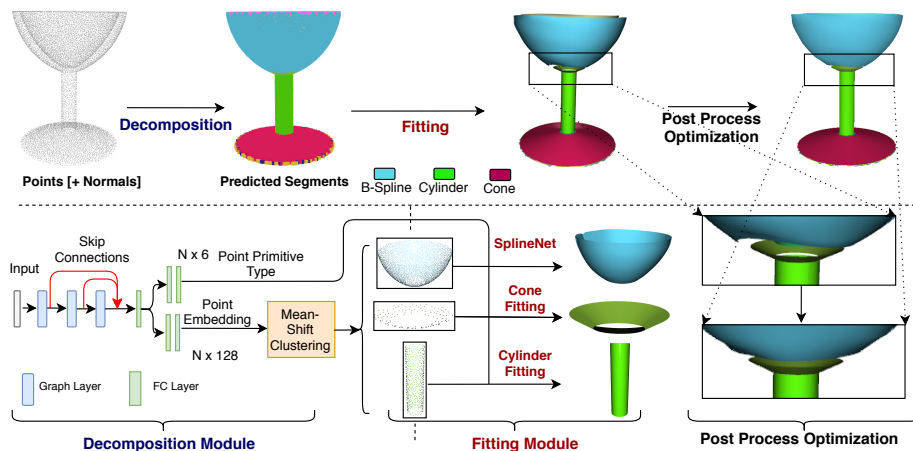 Points [+ Normals]
Decomposition
Predicted Segments
Fitting
B-Spline
Cylinder
Cone
Post Process
Optimization
Input
Skip
Connections
N x 6
Point Primitive
Type
Point
Embedding
N x 128
Mean-
Shift
Clustering
Graph Layer
FC Layer
Decomposition Module
SplineNet
Cone
Fitting
Cylinder
Fitting
Fitting Module
Post Process Optimization